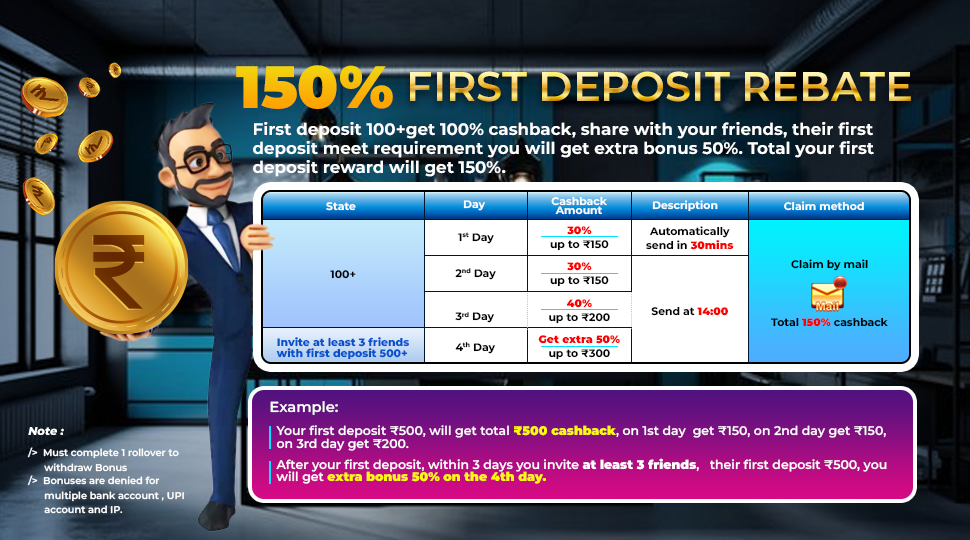 150% FIRST DEPOSIT REBATE
First deposit 100+get 100% cashback, share with your friends, their first
deposit meet requirement you will get extra bonus 50%. Total your first
deposit reward will get 150%.
State Day Cashback Amount Description Claim method
100+
1st Day
30%
up to ₹150
Automatically
send in 30mins
2nd Day
30%
up to ₹150
3rd Day
40%
up to ₹200
Send at 14:00
Claim by mail
Mail
Total 150% cashback
Invite at least 3 friends
with first deposit 500+
4th Day
Get extra 50%
up to ₹300
Example:
Your first deposit ₹500, will get total ₹500 cashback, on 1st day get ₹150, on 2nd day get ₹150,
on 3rd day get ₹200.
After your first deposit, within 3 days you invite at least 3 friends, their first deposit ₹500, you
will get extra bonus 50% on the 4th day.
Note :
/> Must complete 1 rollover to
withdraw Bonus
/> Bonuses are denied for
multiple bank account , UPI
account and IP.
₹